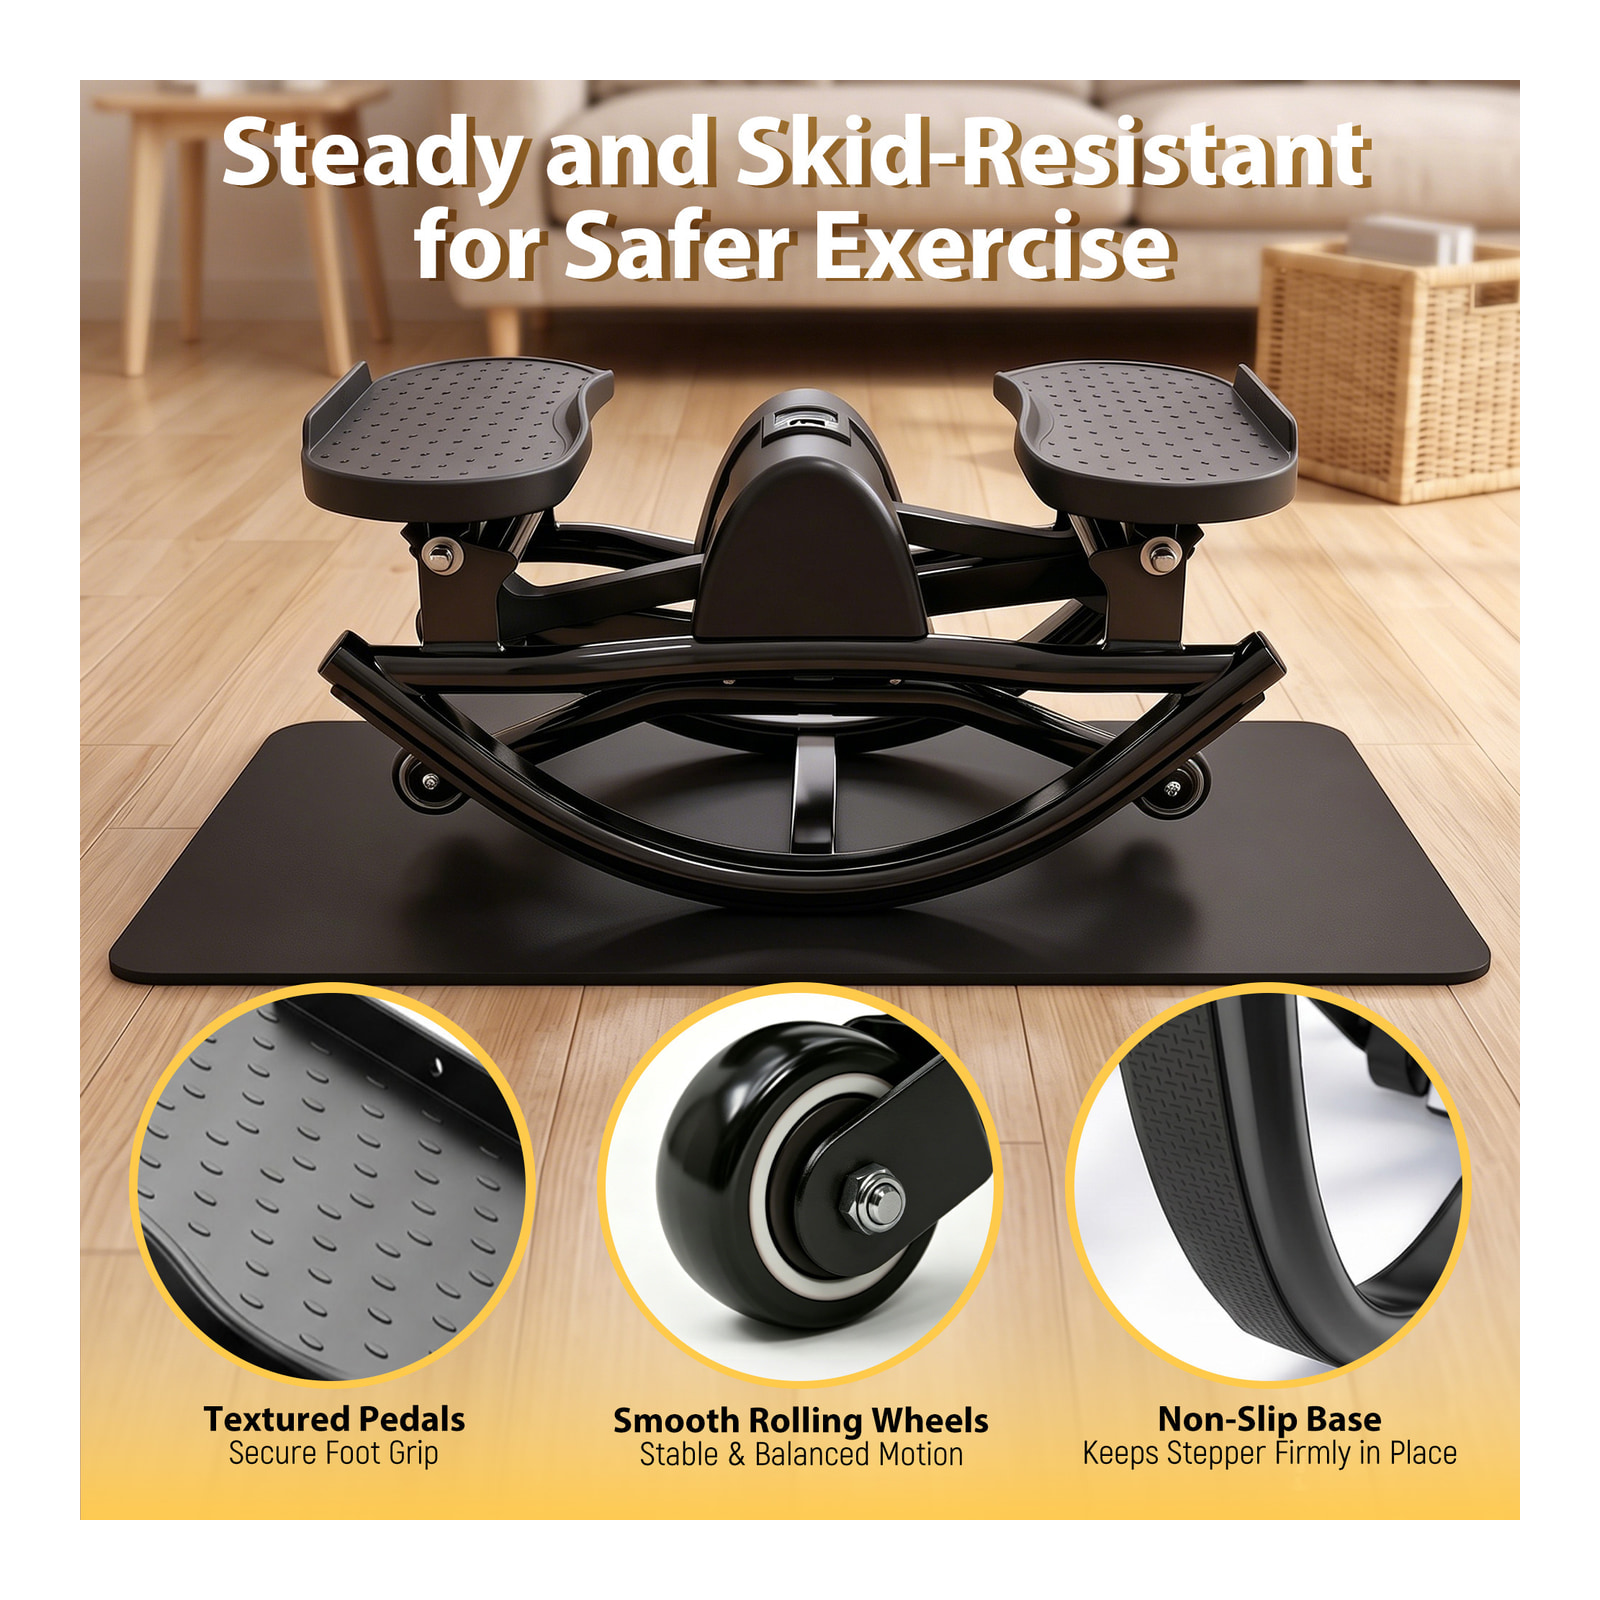 Steady and Skid-Resistant
for Safer Exercise
Textured Pedals
Secure Foot Grip
Smooth Rolling Wheels
Stable & Balanced Motion
Non-Slip Base
Keeps Stepper Firmly in Place